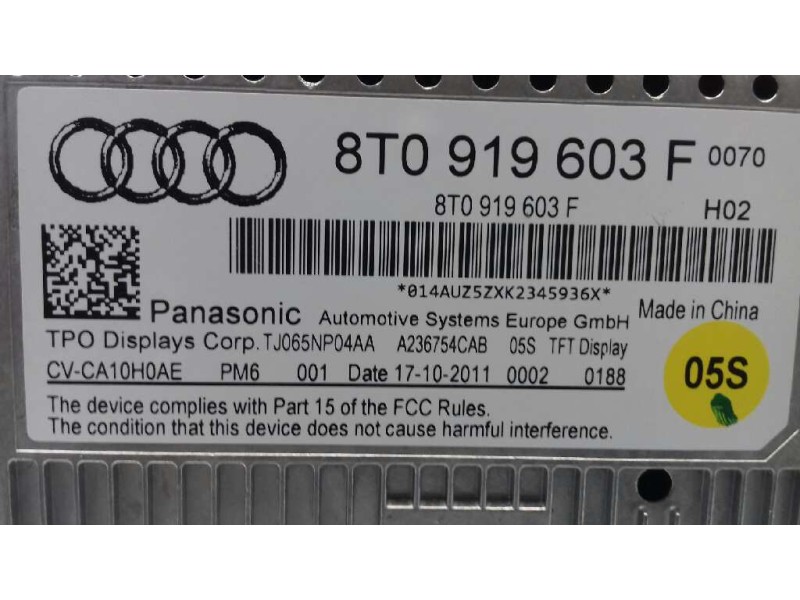 8T0 919 603 F 0070
8T0 919 603 F H02
*014AUZ5ZXK2345936X*
Panasonic Automotive Systems Europe GmbH Made in China
TPO Displays Corp. TJ065NP04AA A236754CAB 05S TFT Display
CV-CA10H0AE PM6 001 Date 17-10-2011 0002 0188
05S
The device complies with Part 15 of the FCC Rules.
The condition that this device does not cause harmful interference.